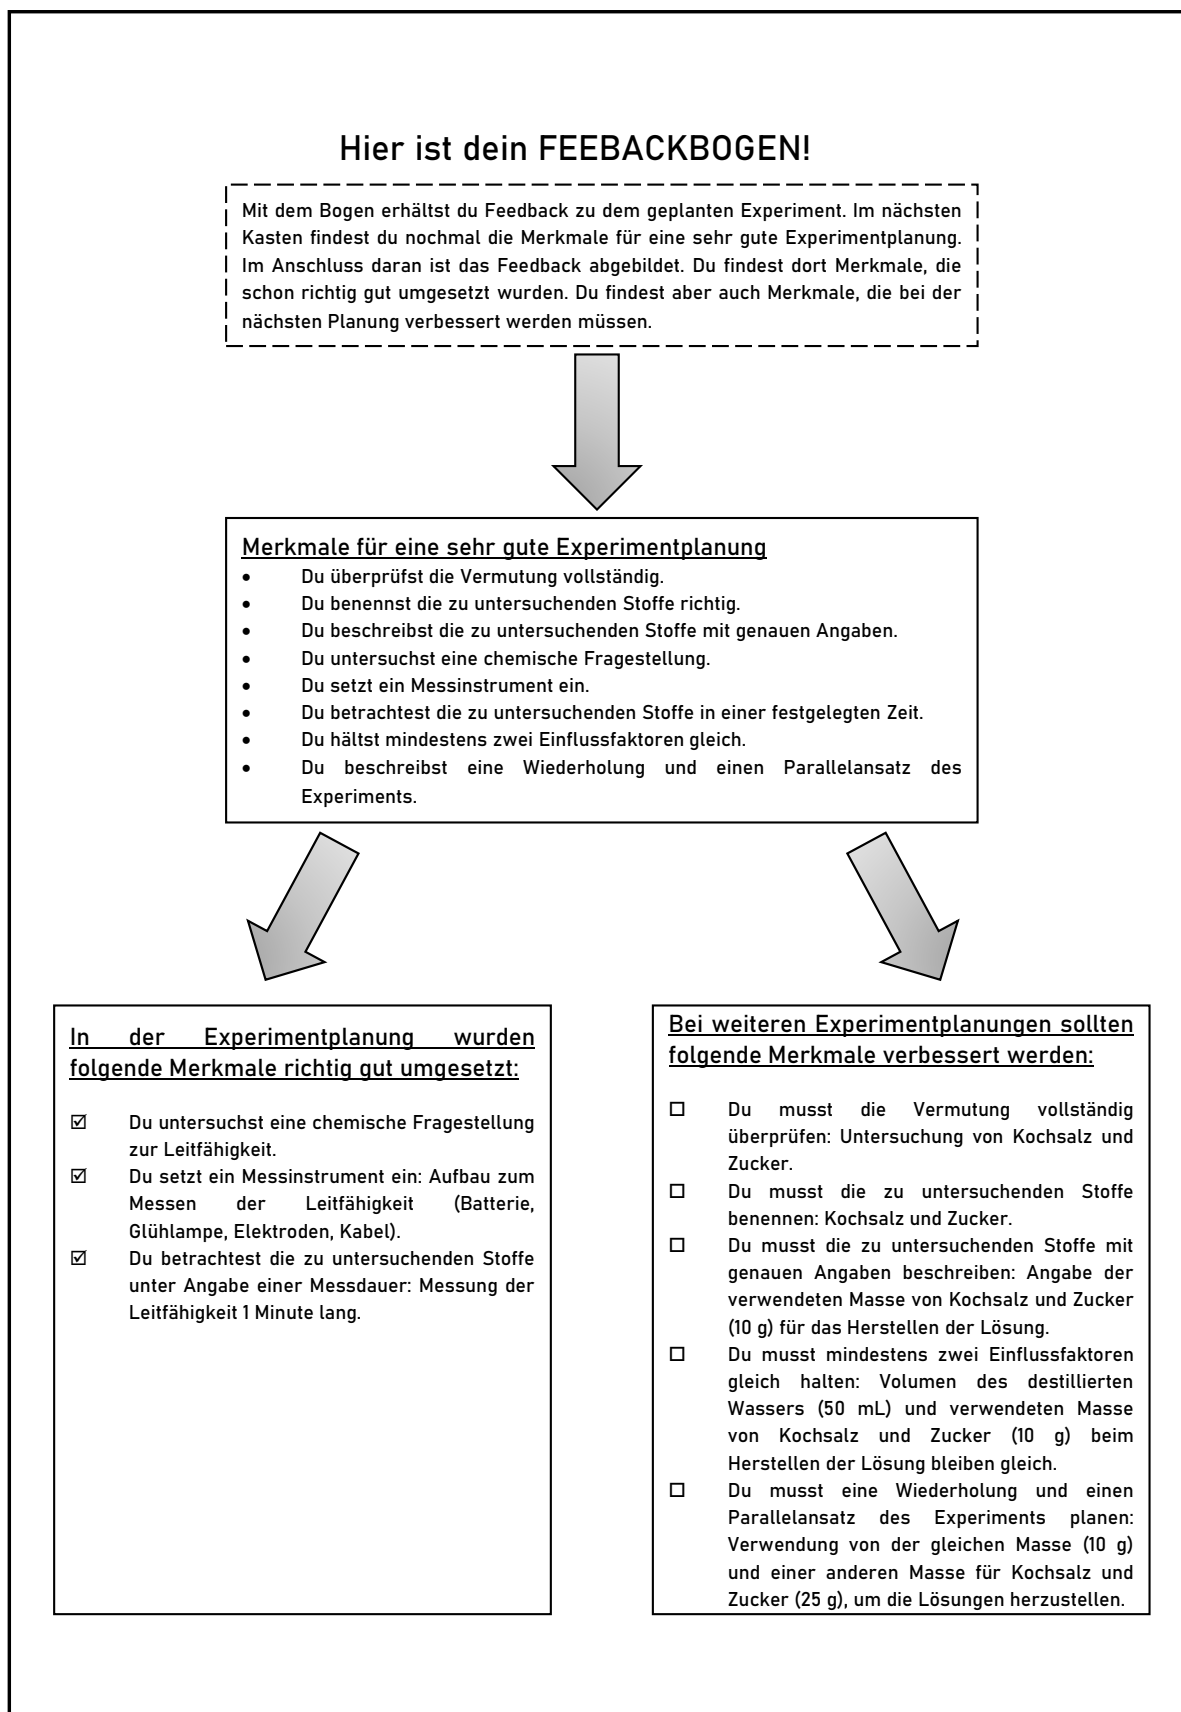 Hier ist dein FEEBACKBOGEN!
Mit dem Bogen erhältst du Feedback zu dem geplanten Experiment. Im nächsten
Kasten findest du nochmal die Merkmale für eine sehr gute Experimentplanung.
Im Anschluss daran ist das Feedback abgebildet. Du findest dort Merkmale, die
schon richtig gut umgesetzt wurden. Du findest aber auch Merkmale, die bei der
nächsten Planung verbessert werden müssen.
Merkmale für eine sehr gute Experimentplanung
• Du überprüfst die Vermutung vollständig.
• Du benennst die zu untersuchenden Stoffe richtig.
• Du beschreibst die zu untersuchenden Stoffe mit genauen Angaben.
• Du untersuchst eine chemische Fragestellung.
• Du setzt ein Messinstrument ein.
• Du betrachtest die zu untersuchenden Stoffe in einer festgelegten Zeit.
• Du hältst mindestens zwei Einflussfaktoren gleich.
• Du beschreibst eine Wiederholung und einen Parallelansatz des
Experiments.
In der Experimentplanung wurden
folgende Merkmale richtig gut umgesetzt:
☑ Du untersuchst eine chemische Fragestellung
zur Leitfähigkeit.
☑ Du setzt ein Messinstrument ein: Aufbau zum
Messen der Leitfähigkeit (Batterie,
Glühlampe, Elektroden, Kabel).
☑ Du betrachtest die zu untersuchenden Stoffe
unter Angabe einer Messdauer: Messung der
Leitfähigkeit 1 Minute lang.
Bei weiteren Experimentplanungen sollten
folgende Merkmale verbessert werden:
☐ Du musst die Vermutung vollständig
überprüfen: Untersuchung von Kochsalz und
Zucker.
☐ Du musst die zu untersuchenden Stoffe
benennen: Kochsalz und Zucker.
☐ Du musst die zu untersuchenden Stoffe mit
genauen Angaben beschreiben: Angabe der
verwendeten Masse von Kochsalz und Zucker
(10 g) für das Herstellen der Lösung.
☐ Du musst mindestens zwei Einflussfaktoren
gleich halten: Volumen des destillierten
Wassers (50 mL) und verwendeten Masse
von Kochsalz und Zucker (10 g) beim
Herstellen der Lösung bleiben gleich.
☐ Du musst eine Wiederholung und einen
Parallelansatz des Experiments planen:
Verwendung von der gleichen Masse (10 g)
und einer anderen Masse für Kochsalz und
Zucker (25 g), um die Lösungen herzustellen.